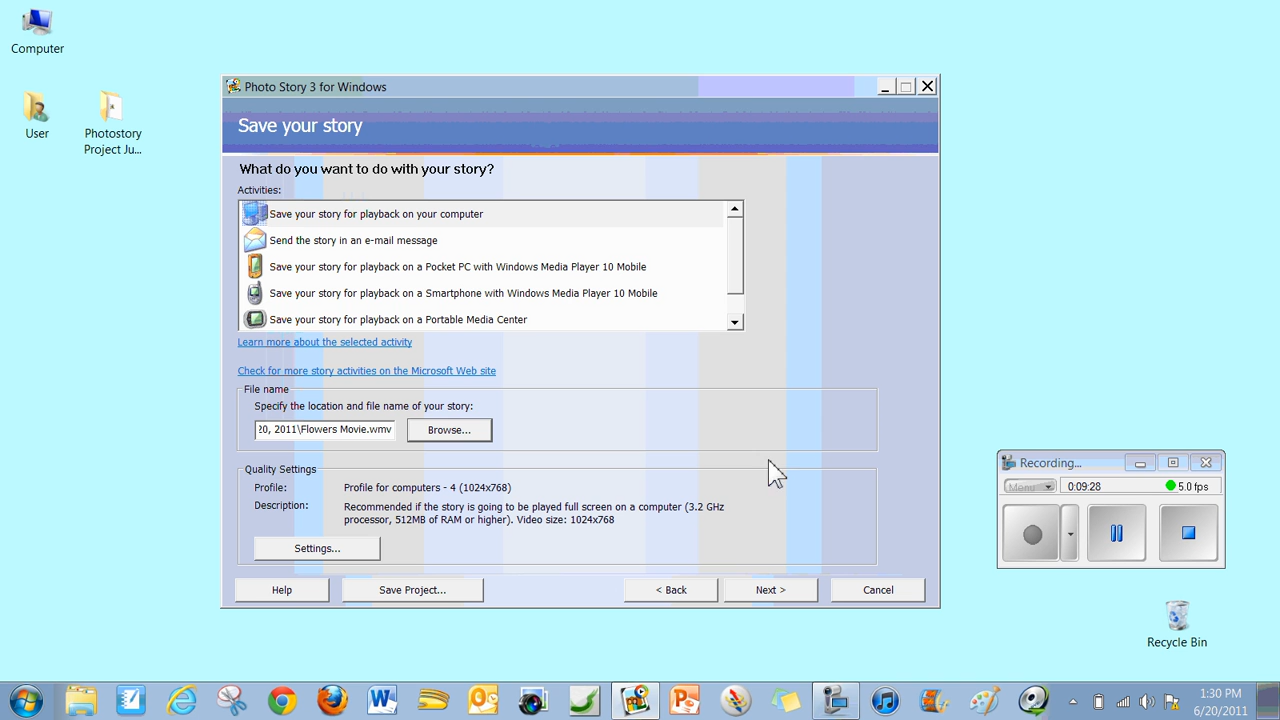 Computer
User
Photostory
Project Ju...
Photo Story 3 for Windows
Save your story
What do you want to do with your story?
Activities:
Save your story for playback on your computer
Send the story in an e-mail message
Save your story for playback on a Pocket PC with Windows Media Player 10 Mobile
Save your story for playback on a Smartphone with Windows Media Player 10 Mobile
Save your story for playback on a Portable Media Center
Learn more about the selected activity
Check for more story activities on the Microsoft Web site
File name
Specify the location and file name of your story:
20, 2011\Flowers Movie.wmv
Browse...
Quality Settings
Profile: Profile for computers - 4 (1024x768)
Description: Recommended if the story is going to be played full screen on a computer (3.2 GHz
processor, 512MB of RAM or higher). Video size: 1024x768
Settings...
Help
Save Project...
< Back
Next >
Cancel
Recording...
Menu
0:09:28
5.0 fps
Recycle Bin
1:30 PM
6/20/2011